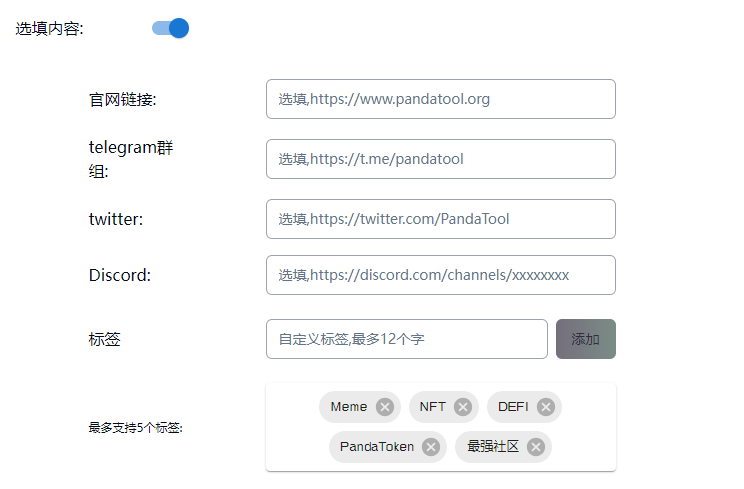 选填内容:
官网链接:
选填,https://www.pandatool.org
telegram群
组:
选填,https://t.me/pandatool
twitter:
选填,https://twitter.com/PandaTool
Discord:
选填,https://discord.com/channels/xxxxxxxx
标签
自定义标签,最多12个字
添加
最多支持5个标签:
Meme
NFT
DEFI
PandaToken
最强社区